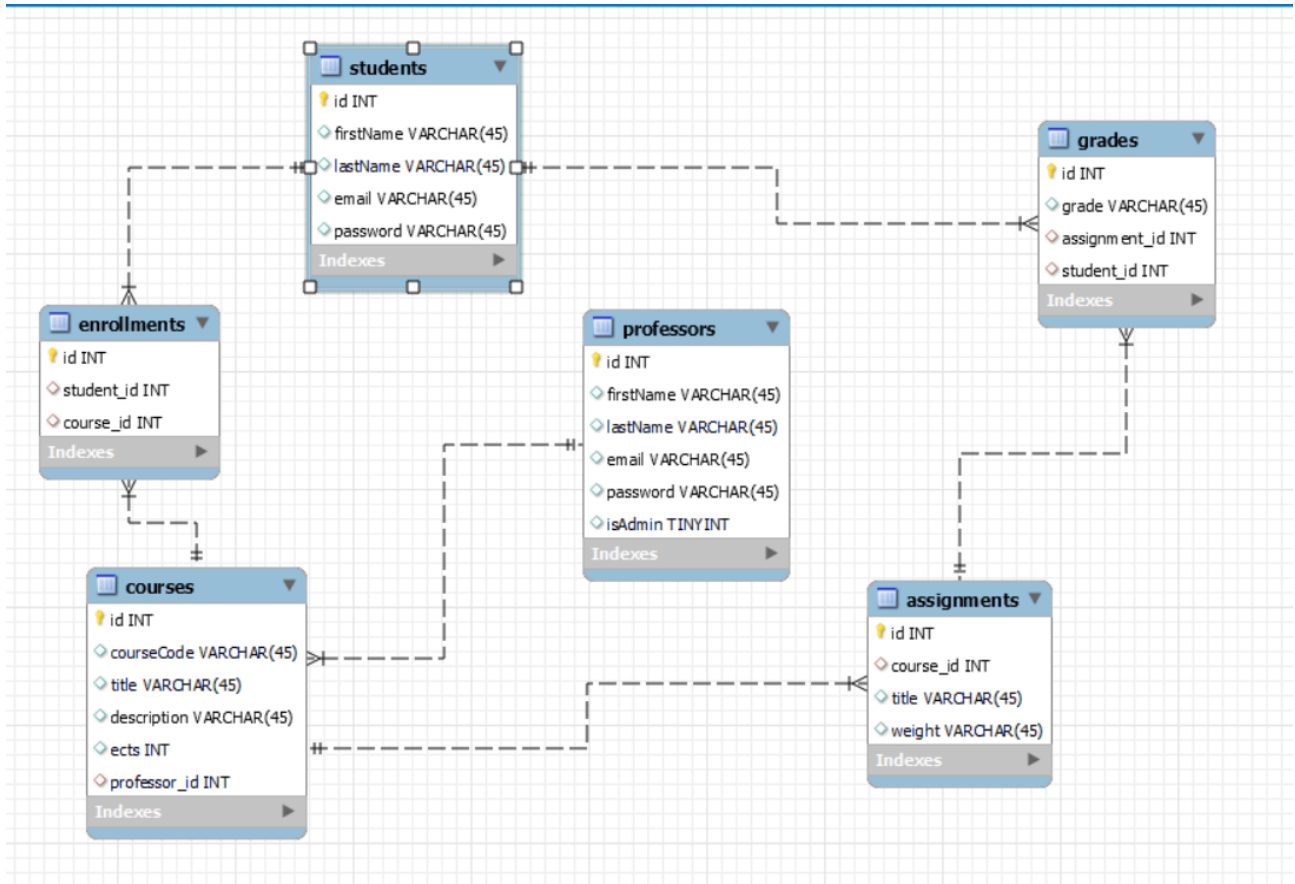 students
id INT
firstName VARCHAR(45)
lastName VARCHAR(45)
email VARCHAR(45)
password VARCHAR(45)
Indexes
grades
id INT
grade VARCHAR(45)
assignment_id INT
student_id INT
Indexes
enrollments
id INT
student_id INT
course_id INT
Indexes
professors
id INT
firstName VARCHAR(45)
lastName VARCHAR(45)
email VARCHAR(45)
password VARCHAR(45)
isAdmin TINYINT
Indexes
courses
id INT
courseCode VARCHAR(45)
title VARCHAR(45)
description VARCHAR(45)
ects INT
professor_id INT
Indexes
assignments
id INT
course_id INT
title VARCHAR(45)
weight VARCHAR(45)
Indexes